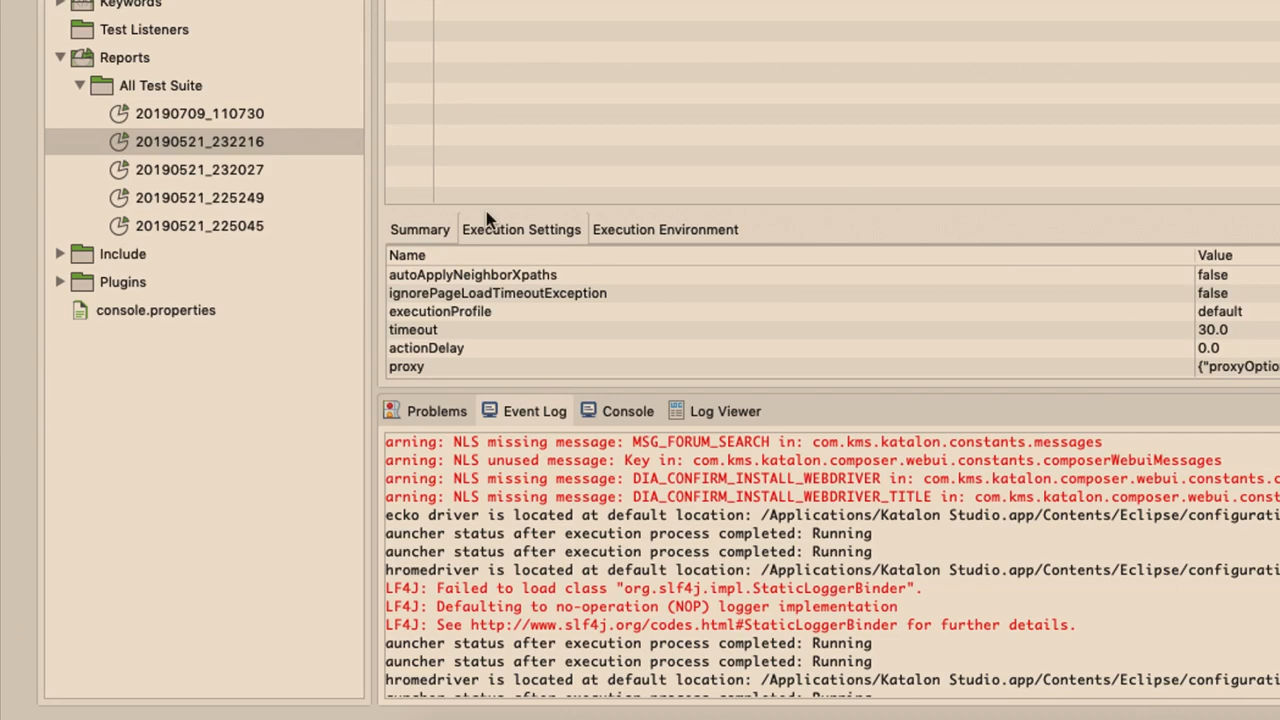 Keywords
Test Listeners
Reports
All Test Suite
20190709_110730
20190521_232216
20190521_232027
20190521_225249
20190521_225045
Include
Plugins
console.properties
Summary
Execution Settings
Execution Environment
Name Value
autoApplyNeighborXpaths false
ignorePageLoadTimeoutException false
executionProfile default
timeout 30.0
actionDelay 0.0
proxy {"proxyOptio
Problems
Event Log
Console
Log Viewer
arning: NLS missing message: MSG_FORUM_SEARCH in: com.kms.katalon.constants.messages
arning: NLS unused message: Key in: com.kms.katalon.composer.webui.constants.composerWebuiMessages
arning: NLS missing message: DIA_CONFIRM_INSTALL_WEBDRIVER in: com.kms.katalon.composer.webui.constants.c
arning: NLS missing message: DIA_CONFIRM_INSTALL_WEBDRIVER_TITLE in: com.kms.katalon.composer.webui.const
ecko driver is located at default location: /Applications/Katalon Studio.app/Contents/Eclipse/configurati
auncher status after execution process completed: Running
auncher status after execution process completed: Running
hromedriver is located at default location: /Applications/Katalon Studio.app/Contents/Eclipse/configurati
LF4J: Failed to load class "org.slf4j.impl.StaticLoggerBinder".
LF4J: Defaulting to no-operation (NOP) logger implementation
LF4J: See http://www.slf4j.org/codes.html#StaticLoggerBinder for further details.
auncher status after execution process completed: Running
auncher status after execution process completed: Running
hromedriver is located at default location: /Applications/Katalon Studio.app/Contents/Eclipse/configurati
auncher status after execution process completed: Running